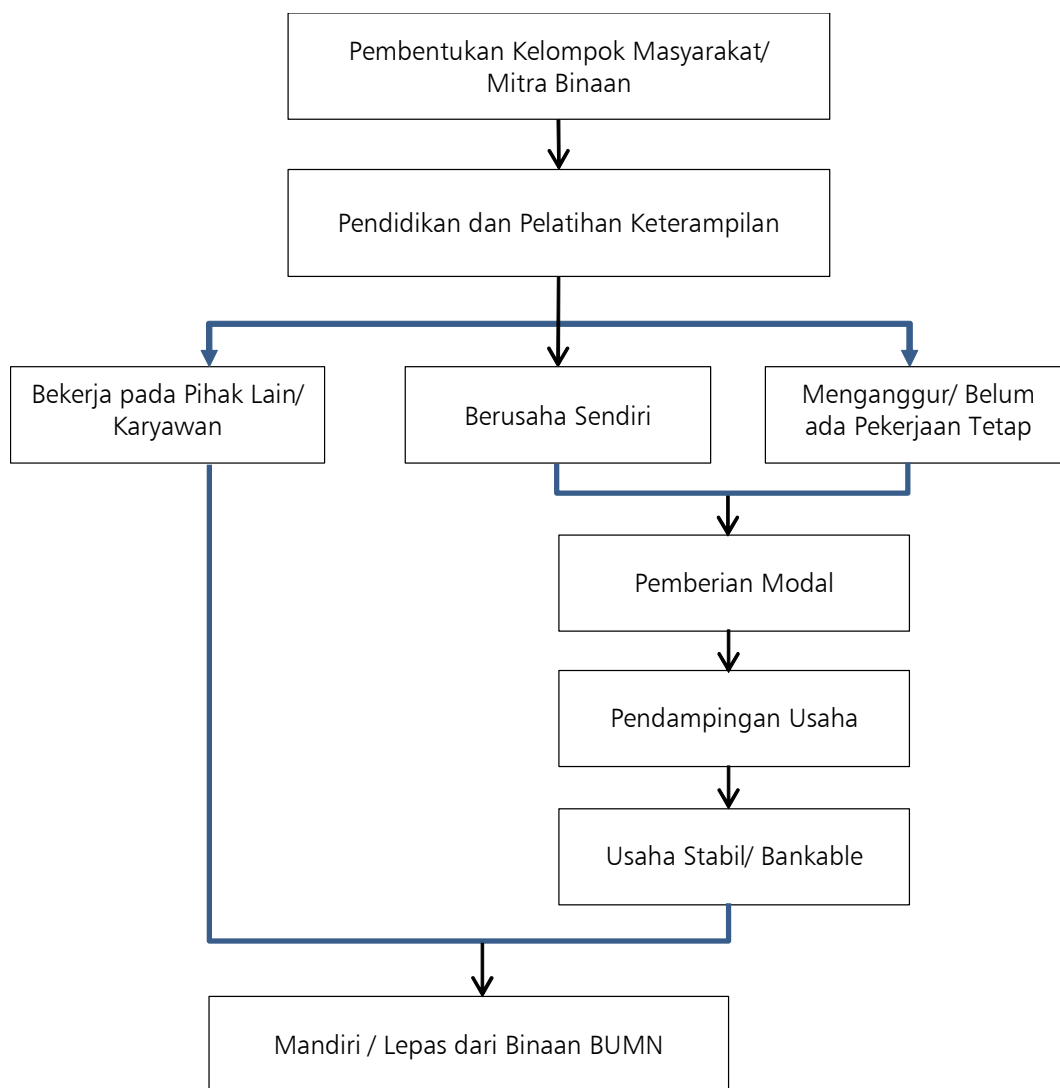 Pembentukan Kelompok Masyarakat/
Mitra Binaan
Pendidikan dan Pelatihan Keterampilan
Bekerja pada Pihak Lain/
Karyawan
Berusaha Sendiri
Menganggur/ Belum
ada Pekerjaan Tetap
Pemberian Modal
Pendampingan Usaha
Usaha Stabil/ Bankable
Mandiri / Lepas dari Binaan BUMN